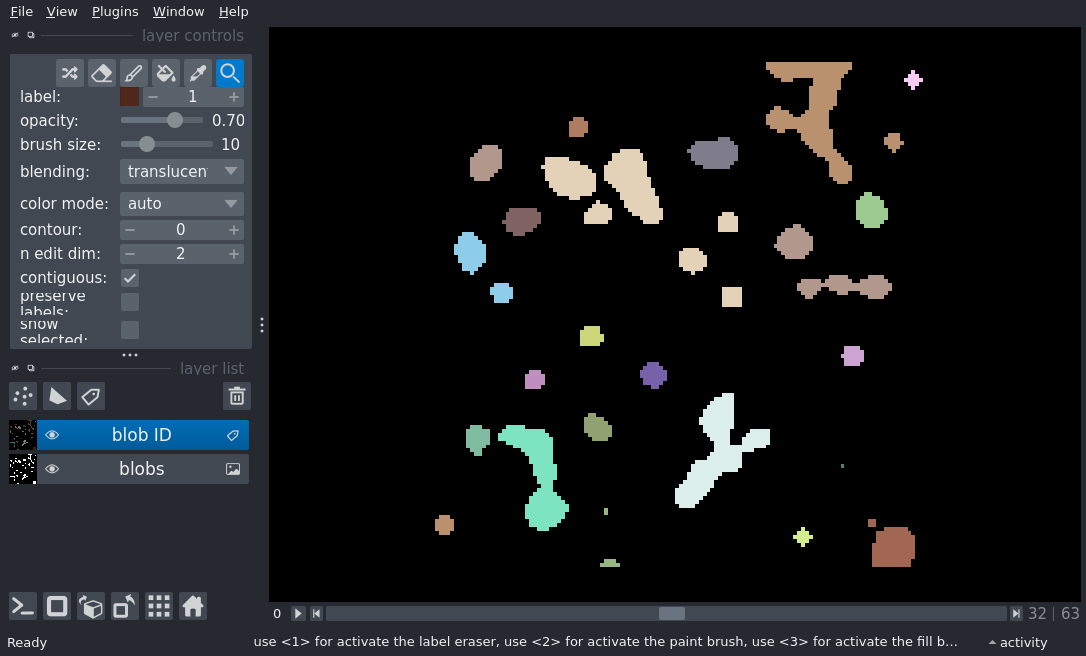 File View Plugins Window Help
layer controls
label: 1
opacity: 0.70
brush size: 10
blending: translucen
color mode: auto
contour: 0
n edit dim: 2
contiguous:
preserve
labels:
show
selected:
layer list
blob ID
blobs
0 32 | 63
Ready use <1> for activate the label eraser, use <2> for activate the paint brush, use <3> for activate the fill b... activity